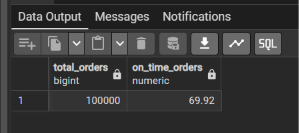 Data Output Messages Notifications
SQL
total_orders on_time_orders
bigint numeric
1 100000 69.92